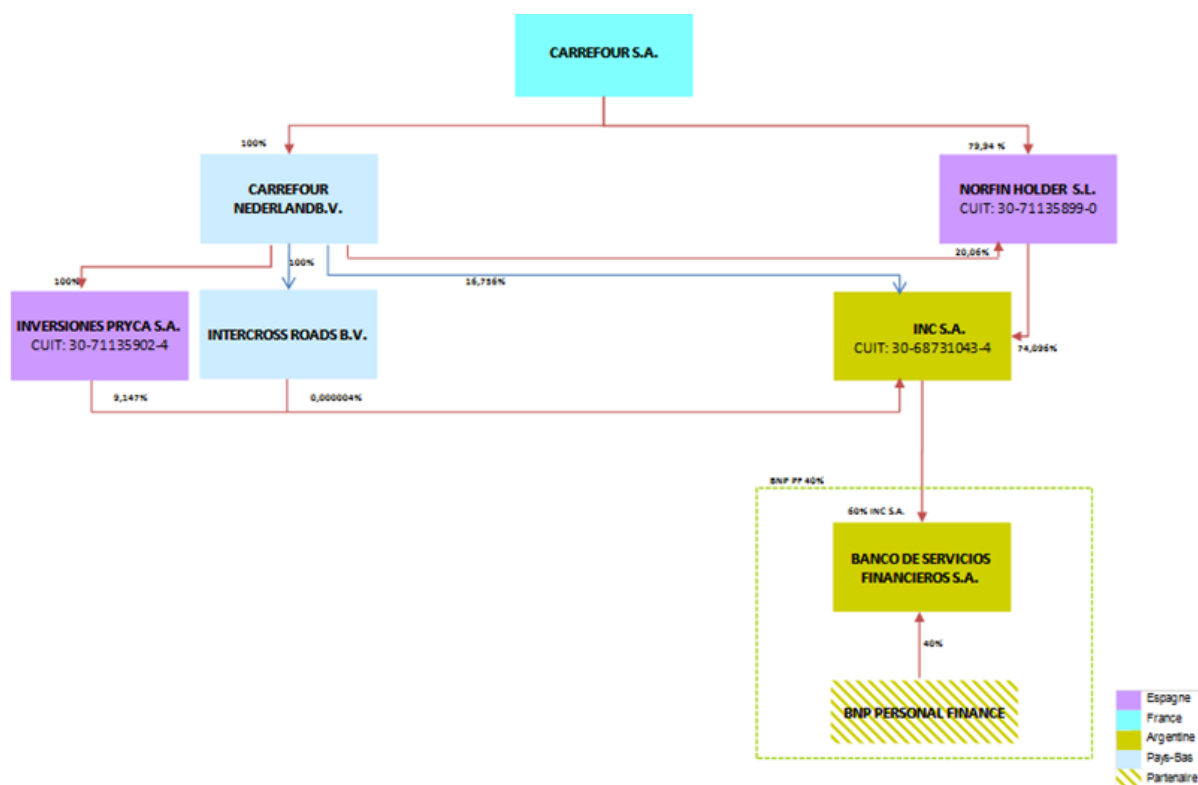 CARREFOUR S.A.
100%
79,94 %
CARREFOUR
NEDERLANDB.V.
NORFIN HOLDER S.L.
CUIT: 30-71135899-0
100%
100%
16,756%
20,06%
INVERSIONES PRYCA S.A.
CUIT: 30-71135902-4
INTERCROSS ROADS B.V.
INC S.A.
CUIT: 30-68731043-4
74,096%
9,147%
0,000004%
BNP PF 40%
60% INC S.A.
BANCO DE SERVICIOS
FINANCIEROS S.A.
40%
BNP PERSONAL FINANCE
Espagne
France
Argentine
Pays-Bas
Partenaire